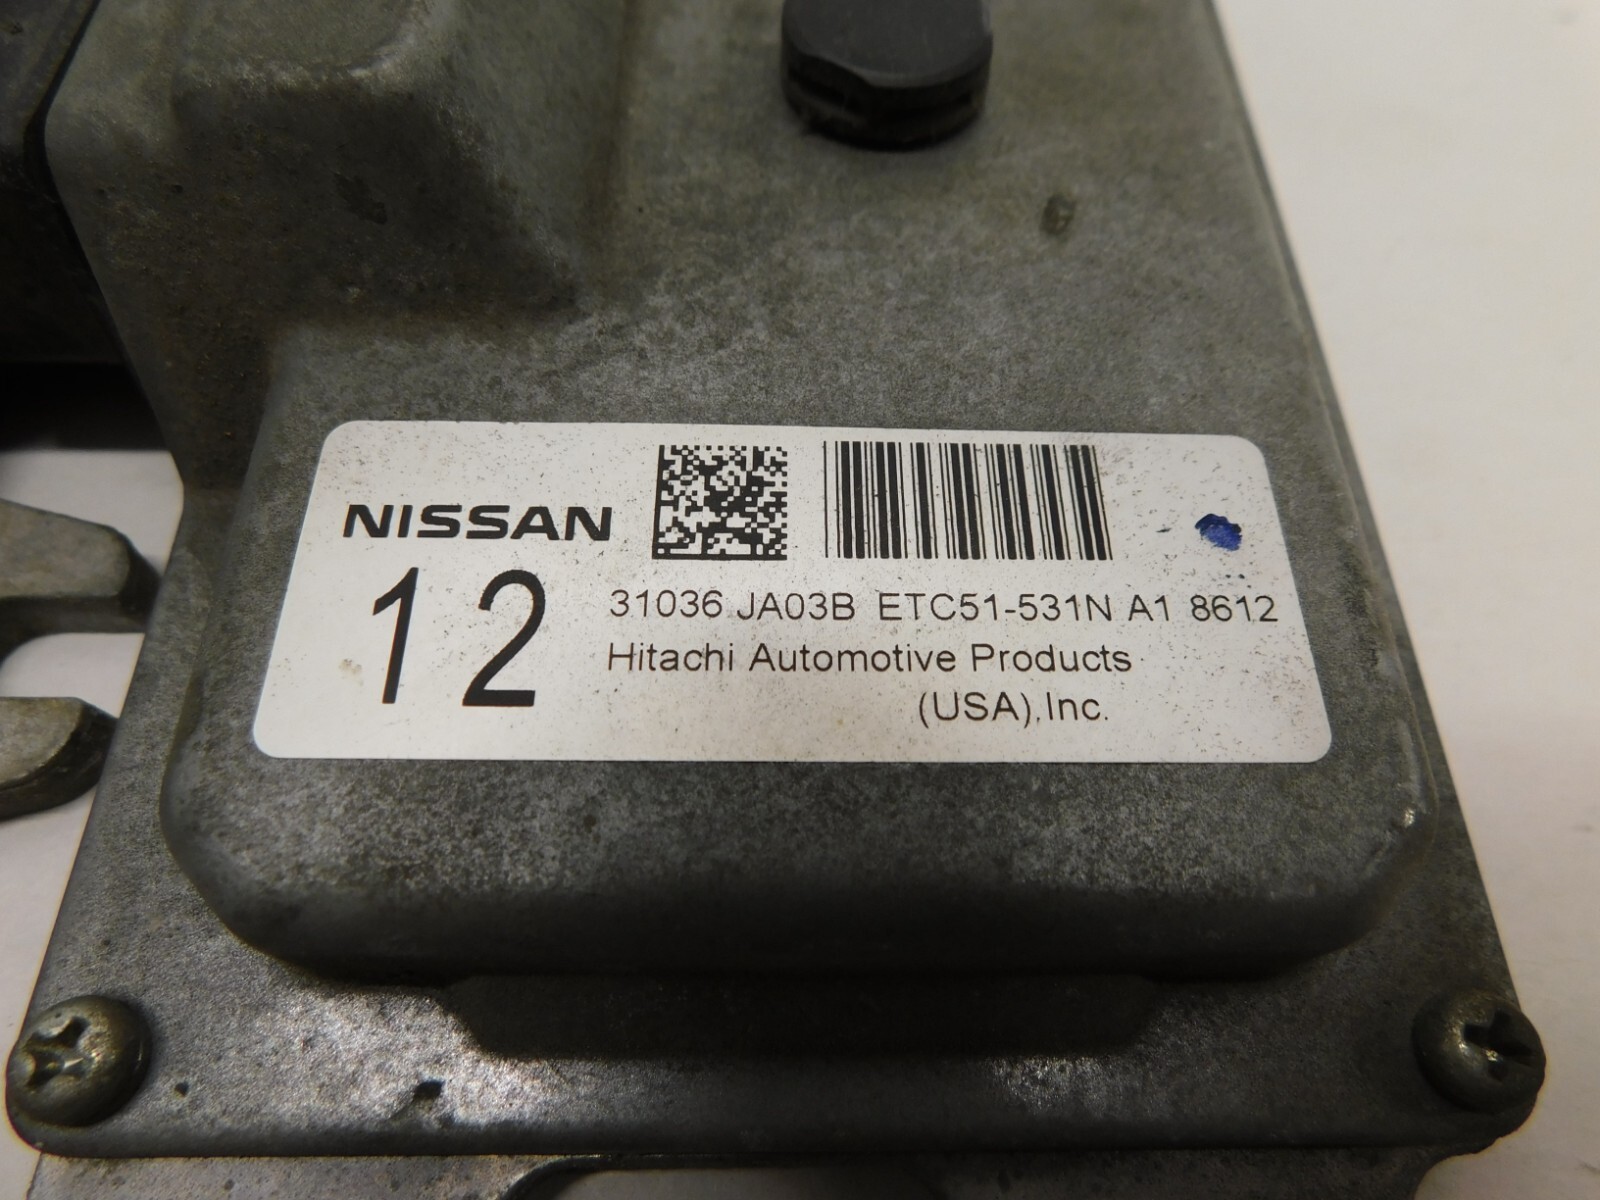 NISSAN
12
31036 JA03B ETC51-531N A1 8612
Hitachi Automotive Products
(USA),Inc.